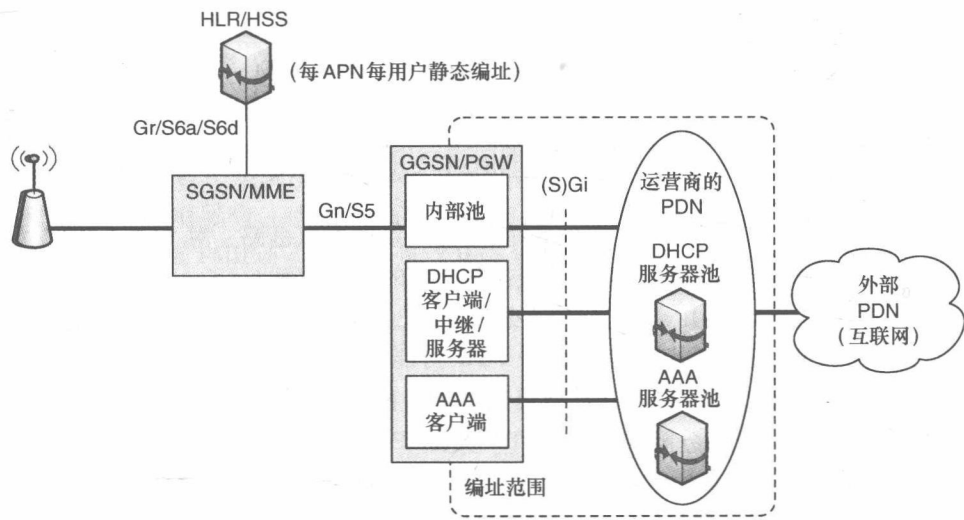 HLR/HSS
(每APN每用户静态编址)
Gr/S6a/S6d
SGSN/MME
Gn/S5
GGSN/PGW
内部池
DHCP
客户端/
中继/
服务器
AAA
客户端
(S)Gi
运营商的
PDN
DHCP
服务器池
AAA
服务器池
编址范围
外部
PDN
(互联网)